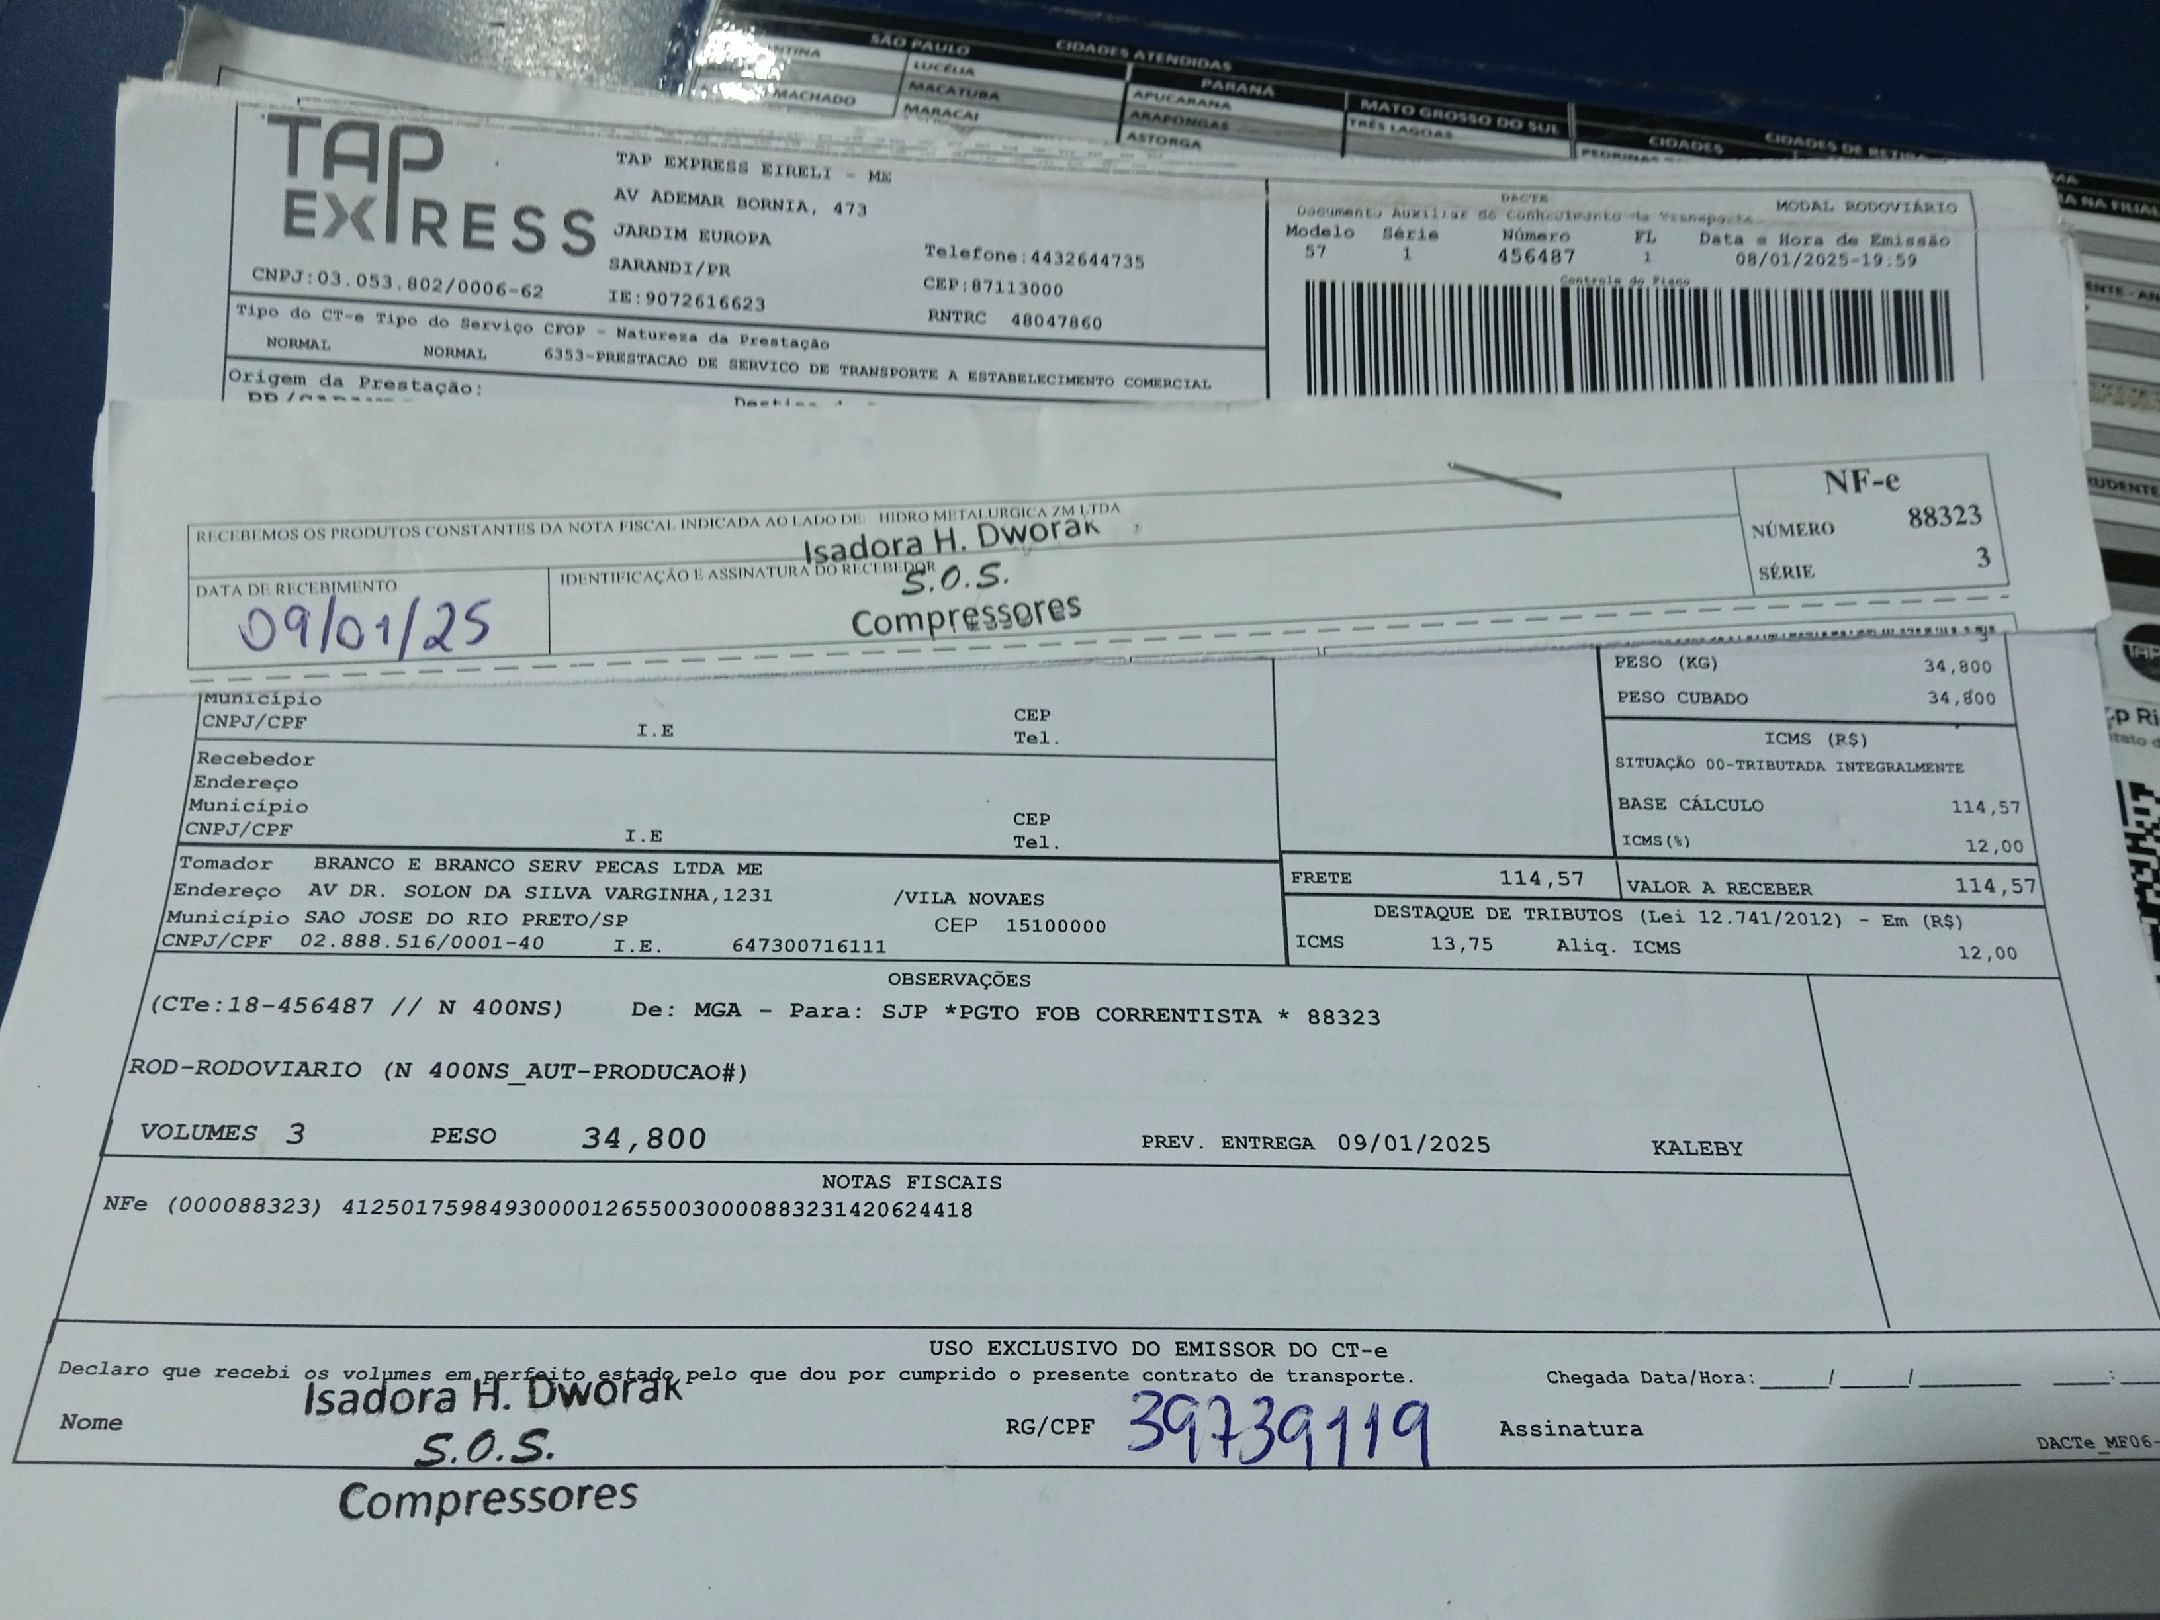 SÃO PAULO CIDADES ATENDIDAS
LUCÉLIA PARANÁ
MACHADO MACATUBA APUCARANA MATO GROSSO DO SUL
MARACAI ARAPONGAS TRÊS LAGOAS CIDADES
ASTORGA
TAP
EXPRESS
TAP EXPRESS EIRELI - ME
AV ADEMAR BORNIA, 473
JARDIM EUROPA
SARANDI/PR
IE:9072616623
CNPJ:03.053.802/0006-62
Telefone:4432644735
CEP:87113000
RNTRC 48047860
DACTE
Documento Auxiliar do Conhecimento de Transporte
MODAL RODOVIÁRIO
Modelo Série Número FL Data e Hora de Emissão
57 1 456487 1 08/01/2025-19:59
Controle do Fisco
Tipo do CT-e Tipo do Serviço CFOP - Natureza da Prestação
NORMAL NORMAL 6353-PRESTACAO DE SERVICO DE TRANSPORTE A ESTABELECIMENTO COMERCIAL
Origem da Prestação:
RECEBEMOS OS PRODUTOS CONSTANTES DA NOTA FISCAL INDICADA AO LADO DE: HIDRO METALURGICA ZM LTDA
NF-e
NÚMERO 88323
SÉRIE 3
DATA DE RECEBIMENTO
09/01/25
IDENTIFICAÇÃO E ASSINATURA DO RECEBEDOR
Isadora H. Dworak
S.O.S.
Compressores
Município
CNPJ/CPF I.E CEP
Tel.
Recebedor
Endereço
Município
CNPJ/CPF I.E CEP
Tel.
PESO (KG) 34,800
PESO CUBADO 34,800
ICMS (R$)
SITUAÇÃO 00-TRIBUTADA INTEGRALMENTE
BASE CÁLCULO 114,57
ICMS(%) 12,00
Tomador BRANCO E BRANCO SERV PECAS LTDA ME
Endereço AV DR. SOLON DA SILVA VARGINHA,1231 /VILA NOVAES
Município SAO JOSE DO RIO PRETO/SP CEP 15100000
CNPJ/CPF 02.888.516/0001-40 I.E. 647300716111
FRETE 114,57 VALOR A RECEBER 114,57
DESTAQUE DE TRIBUTOS (Lei 12.741/2012) - Em (R$)
ICMS 13,75 Aliq. ICMS 12,00
OBSERVAÇÕES
(CTe:18-456487 // N 400NS) De: MGA - Para: SJP *PGTO FOB CORRENTISTA * 88323
ROD-RODOVIARIO (N 400NS_AUT-PRODUCAO#)
VOLUMES 3 PESO 34,800 PREV. ENTREGA 09/01/2025 KALEBY
NOTAS FISCAIS
NFe (000088323) 41250175984930000126550030000883231420624418
USO EXCLUSIVO DO EMISSOR DO CT-e
Declaro que recebi os volumes em perfeito estado pelo que dou por cumprido o presente contrato de transporte. Chegada Data/Hora:____/____/______ ____:____
Nome Isadora H. Dworak
S.O.S.
Compressores
RG/CPF 39739119 Assinatura
DACTe_MF06-